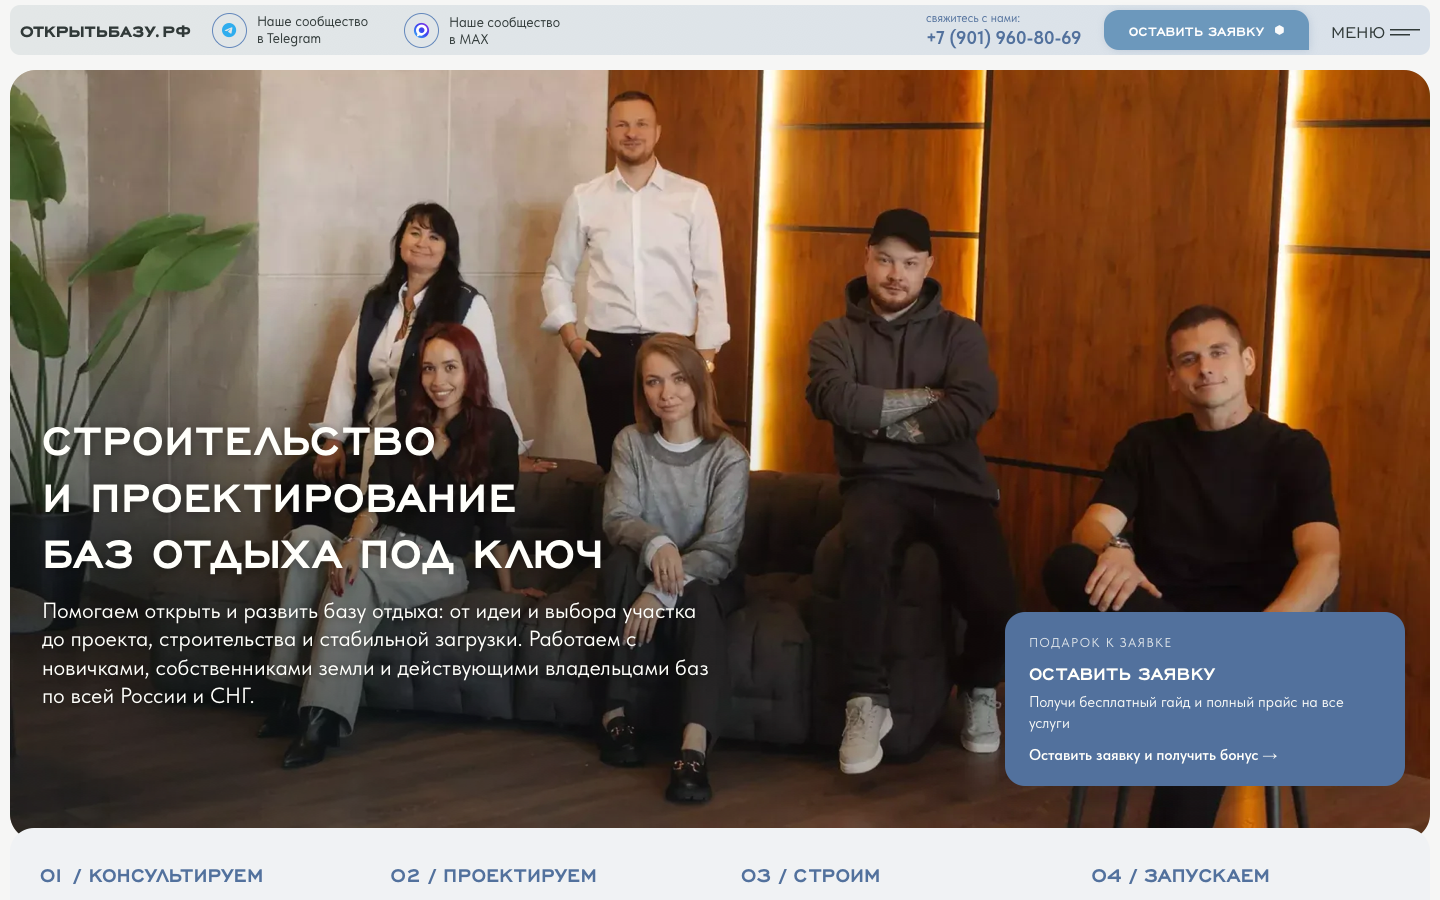 ОТКРЫТЬБАЗУ.РФ
Наше сообщество
в Telegram
Наше сообщество
в MAX
свяжитесь с нами:
+7 (901) 960-80-69
ОСТАВИТЬ ЗАЯВКУ
МЕНЮ
СТРОИТЕЛЬСТВО
И ПРОЕКТИРОВАНИЕ
БАЗ ОТДЫХА ПОД КЛЮЧ
Помогаем открыть и развить базу отдыха: от идеи и выбора участка
до проекта, строительства и стабильной загрузки. Работаем с
новичками, собственниками земли и действующими владельцами баз
по всей России и СНГ.
ПОДАРОК К ЗАЯВКЕ
ОСТАВИТЬ ЗАЯВКУ
Получи бесплатный гайд и полный прайс на все
услуги
Оставить заявку и получить бонус →
01 / КОНСУЛЬТИРУЕМ
02 / ПРОЕКТИРУЕМ
03 / СТРОИМ
04 / ЗАПУСКАЕМ